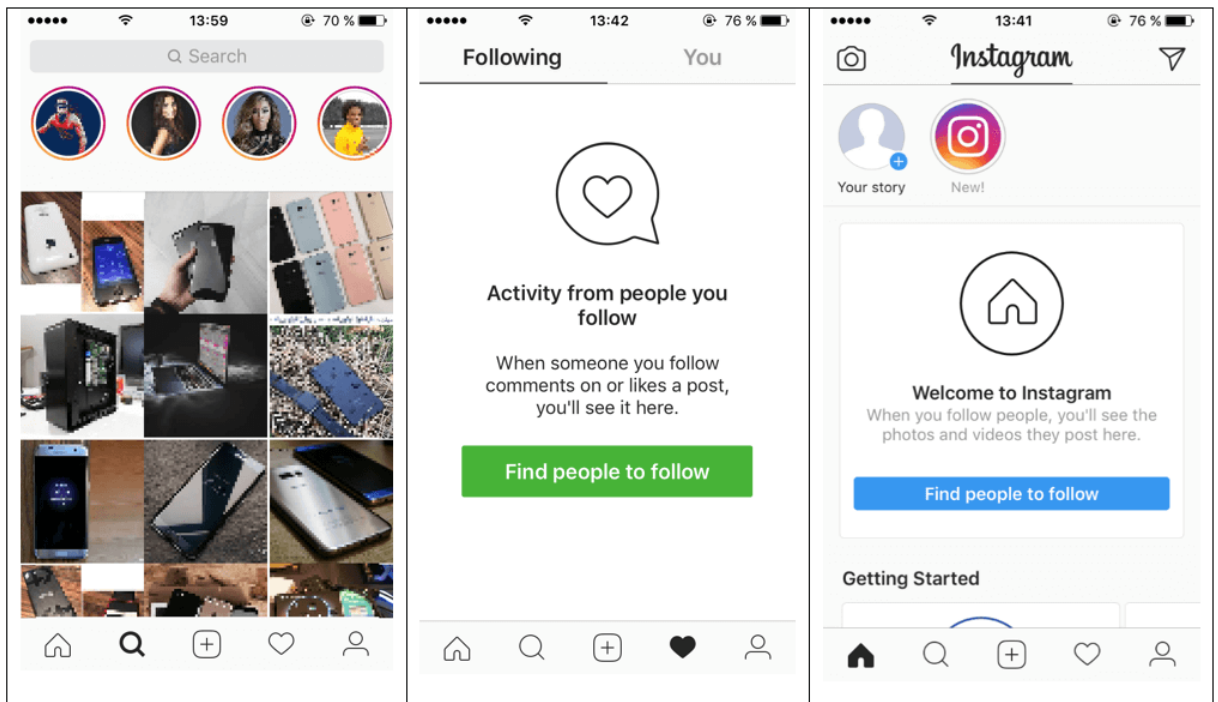 13:59 70 %
Search
13:42 76 %
Following You
Activity from people you
follow
When someone you follow
comments on or likes a post,
you'll see it here.
Find people to follow
13:41 76 %
Instagram
Your story New!
Welcome to Instagram
When you follow people, you'll see the
photos and videos they post here.
Find people to follow
Getting Started